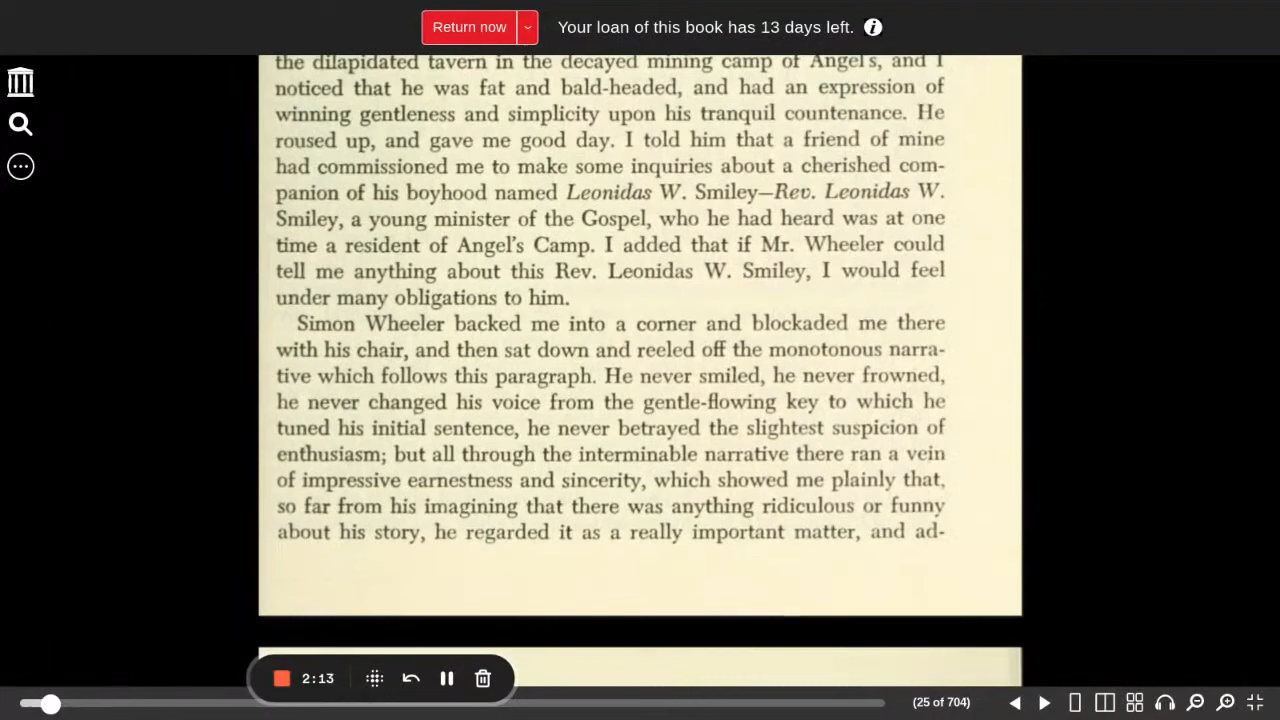 Return now
Your loan of this book has 13 days left.
the dilapidated tavern in the decayed mining camp of Angel's, and I
noticed that he was fat and bald-headed, and had an expression of
winning gentleness and simplicity upon his tranquil countenance. He
roused up, and gave me good day. I told him that a friend of mine
had commissioned me to make some inquiries about a cherished com-
panion of his boyhood named Leonidas W. Smiley—Rev. Leonidas W.
Smiley, a young minister of the Gospel, who he had heard was at one
time a resident of Angel's Camp. I added that if Mr. Wheeler could
tell me anything about this Rev. Leonidas W. Smiley, I would feel
under many obligations to him.
Simon Wheeler backed me into a corner and blockaded me there
with his chair, and then sat down and reeled off the monotonous narra-
tive which follows this paragraph. He never smiled, he never frowned,
he never changed his voice from the gentle-flowing key to which he
tuned his initial sentence, he never betrayed the slightest suspicion of
enthusiasm; but all through the interminable narrative there ran a vein
of impressive earnestness and sincerity, which showed me plainly that,
so far from his imagining that there was anything ridiculous or funny
about his story, he regarded it as a really important matter, and ad-
2:13
(25 of 704)